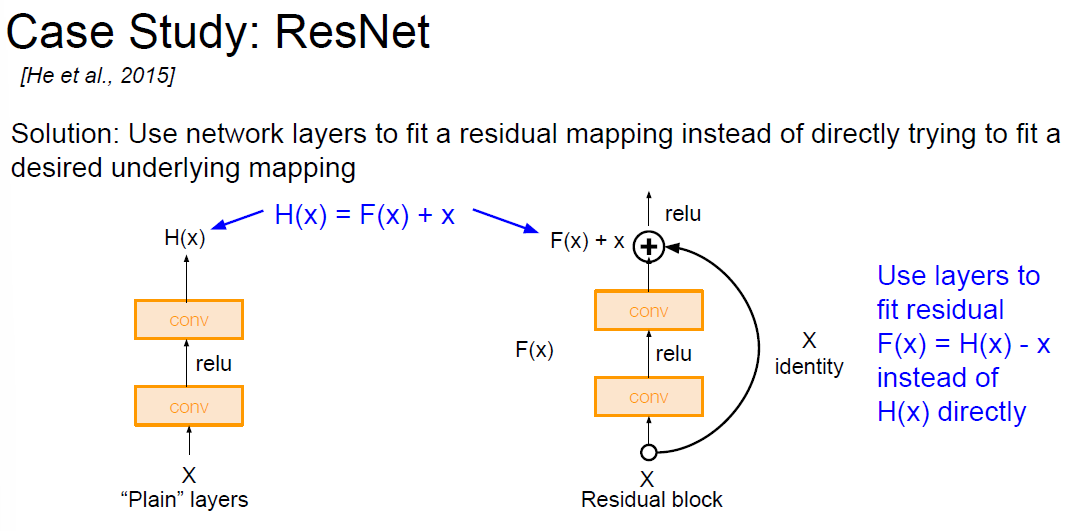 Case Study: ResNet
[He et al., 2015]
Solution: Use network layers to fit a residual mapping instead of directly trying to fit a
desired underlying mapping
H(x) = F(x) + x
H(x)
conv
relu
conv
X
“Plain” layers
relu
F(x) + x
+
conv
F(x)
relu
conv
X
identity
X
Residual block
Use layers to
fit residual
F(x) = H(x) - x
instead of
H(x) directly